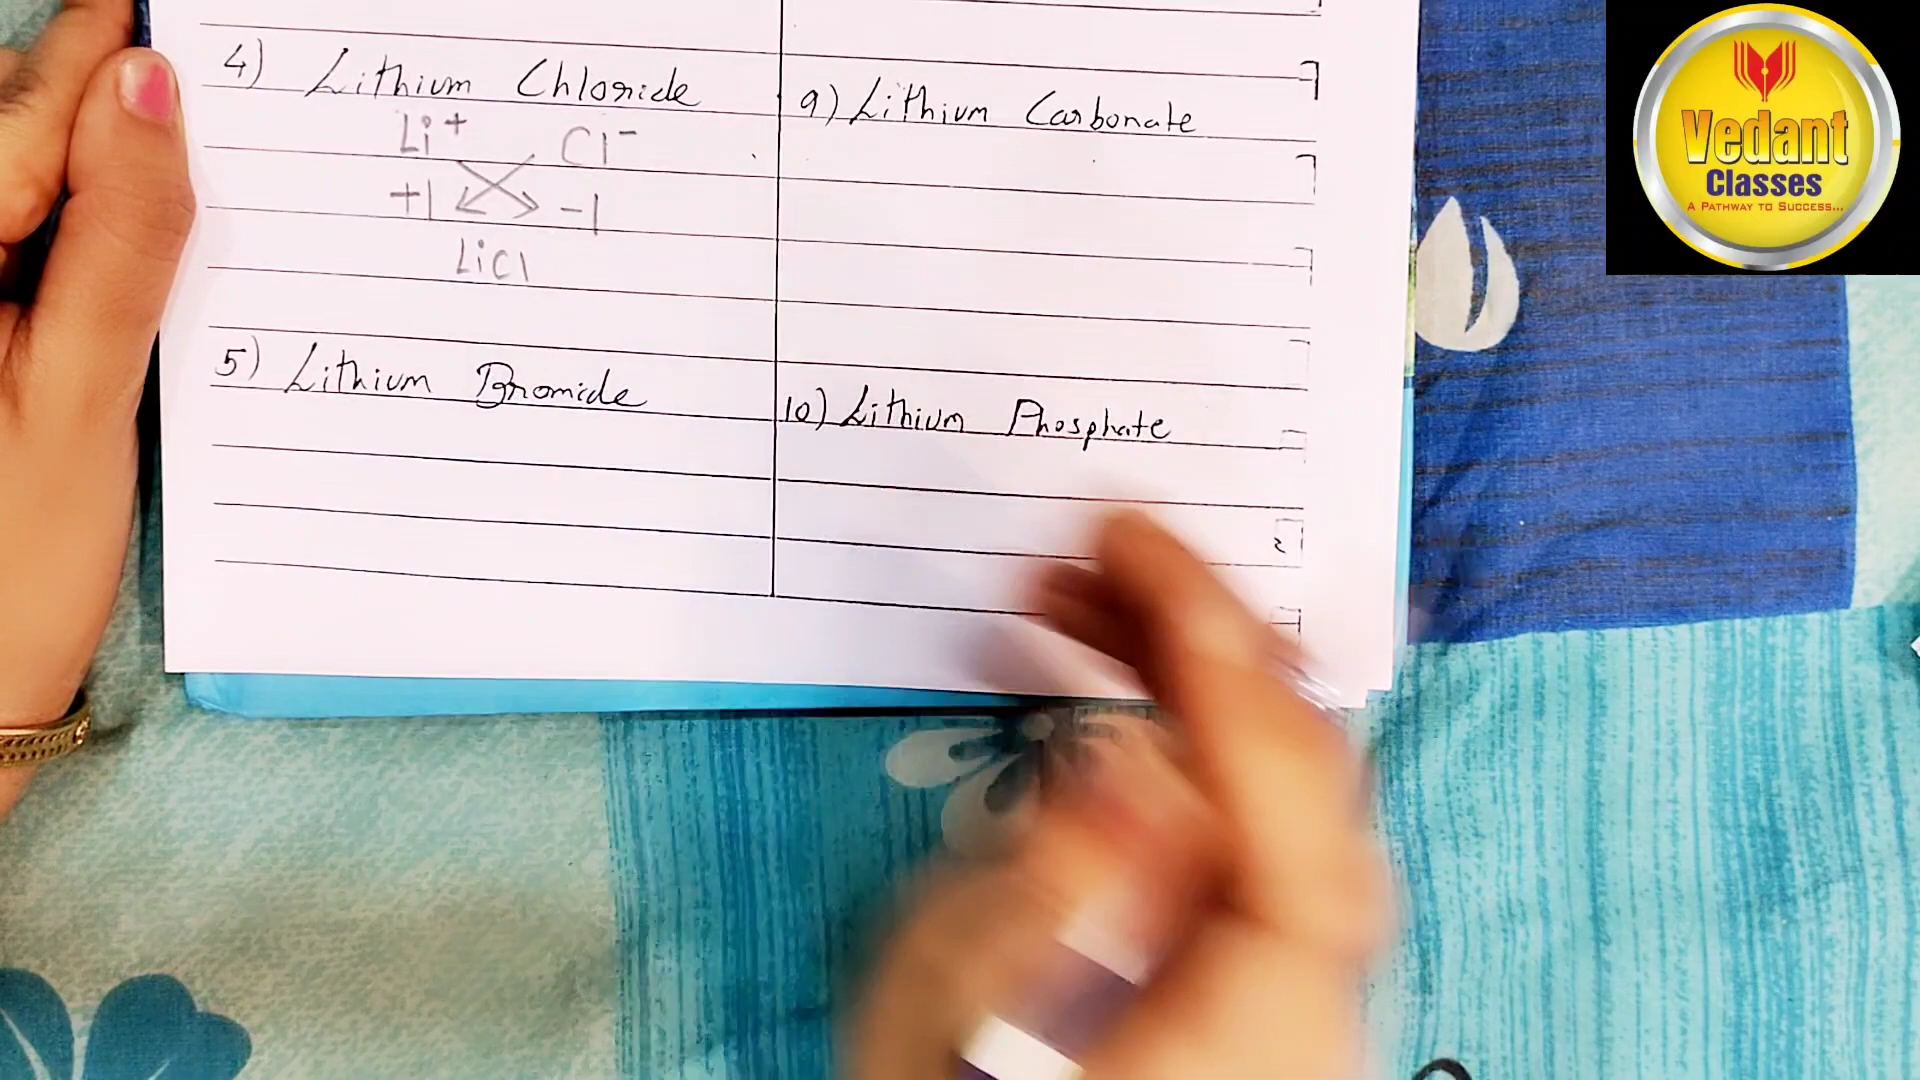 4) Lithium Chloride
Li+ Cl-
+1 -1
LiCl
5) Lithium Bromide
9) Lithium Carbonate
10) Lithium Phosphate
Vedant
Classes
A Pathway to Success...